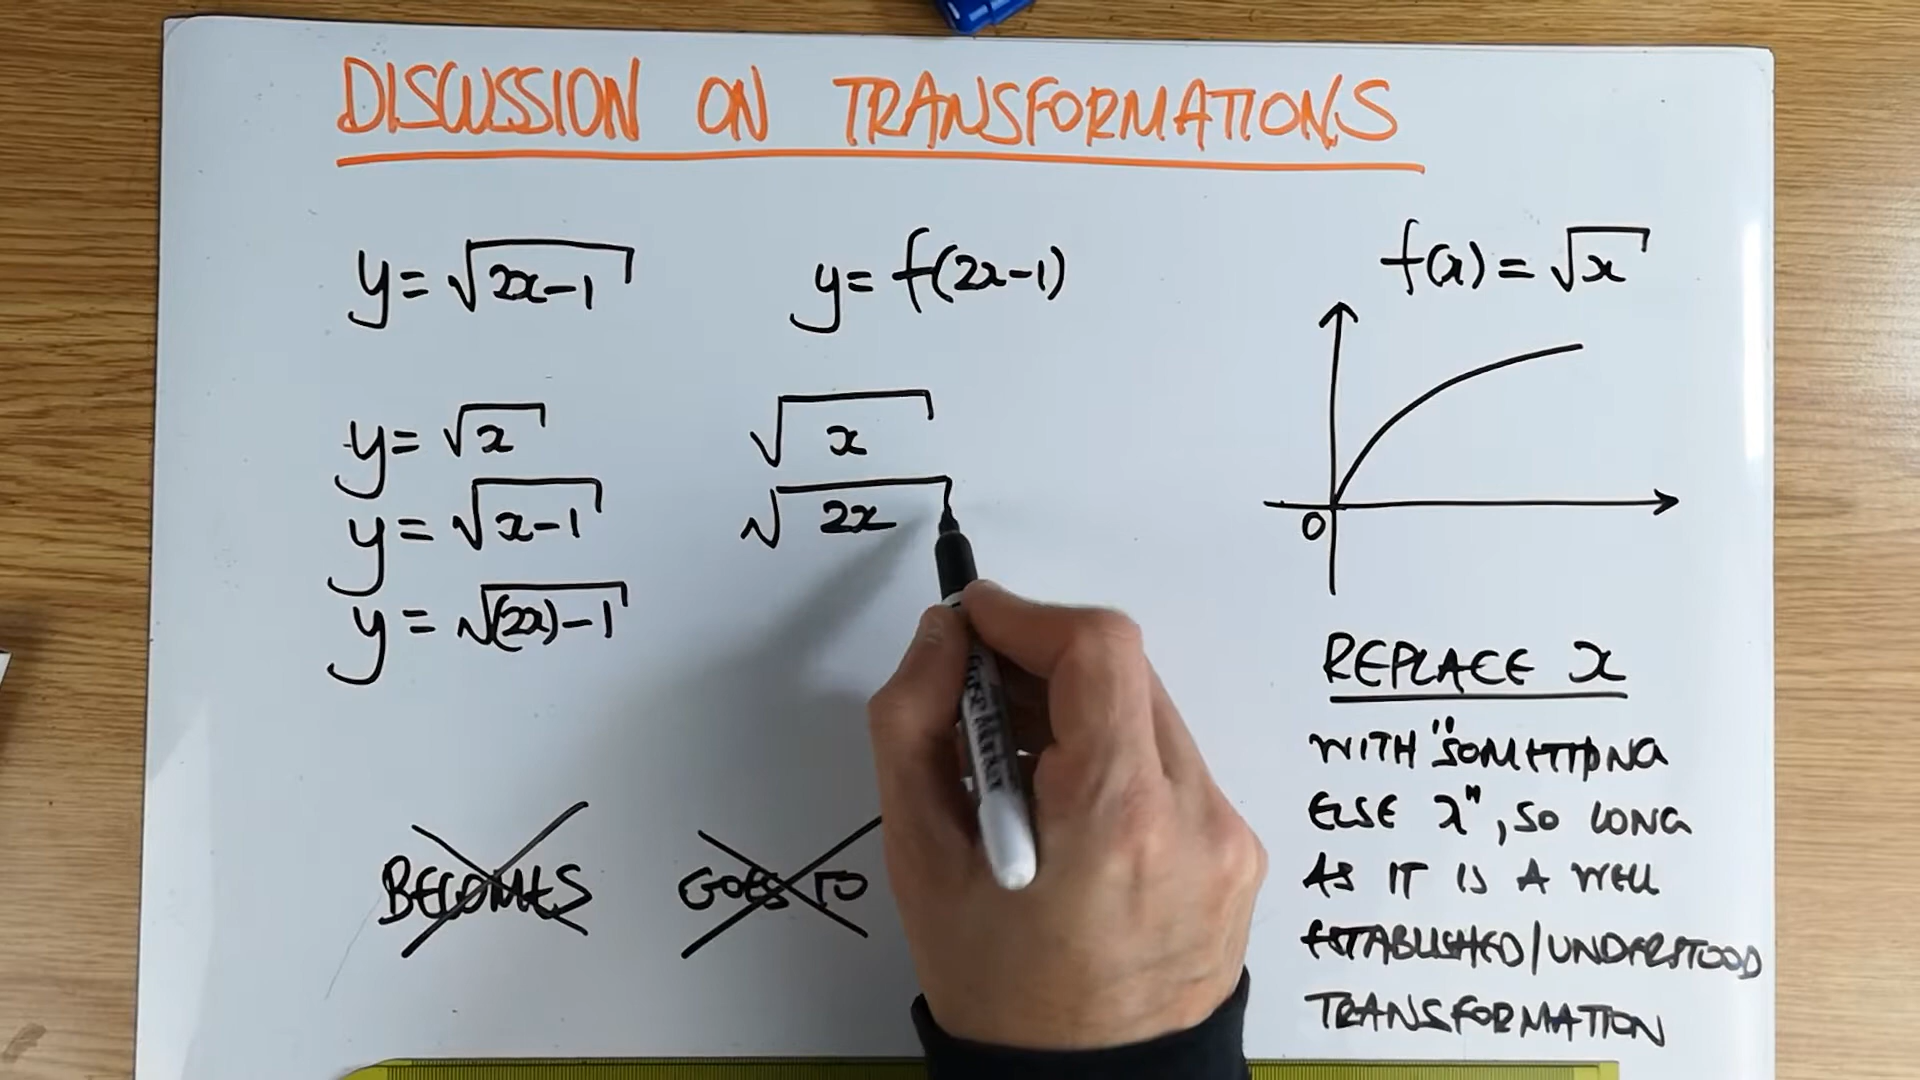 DISCUSSION ON TRANSFORMATIONS
y = √2x-1
y = f(2x-1)
f(x) = √x
y = √x
y = √x-1
y = √(2x)-1
√x
√2x
0
BECOMES
GOES TO
REPLACE x
WITH "SOMETHING
ELSE x", SO LONG
AS IT IS A WELL
ESTABLISHED/UNDERSTOOD
TRANSFORMATION